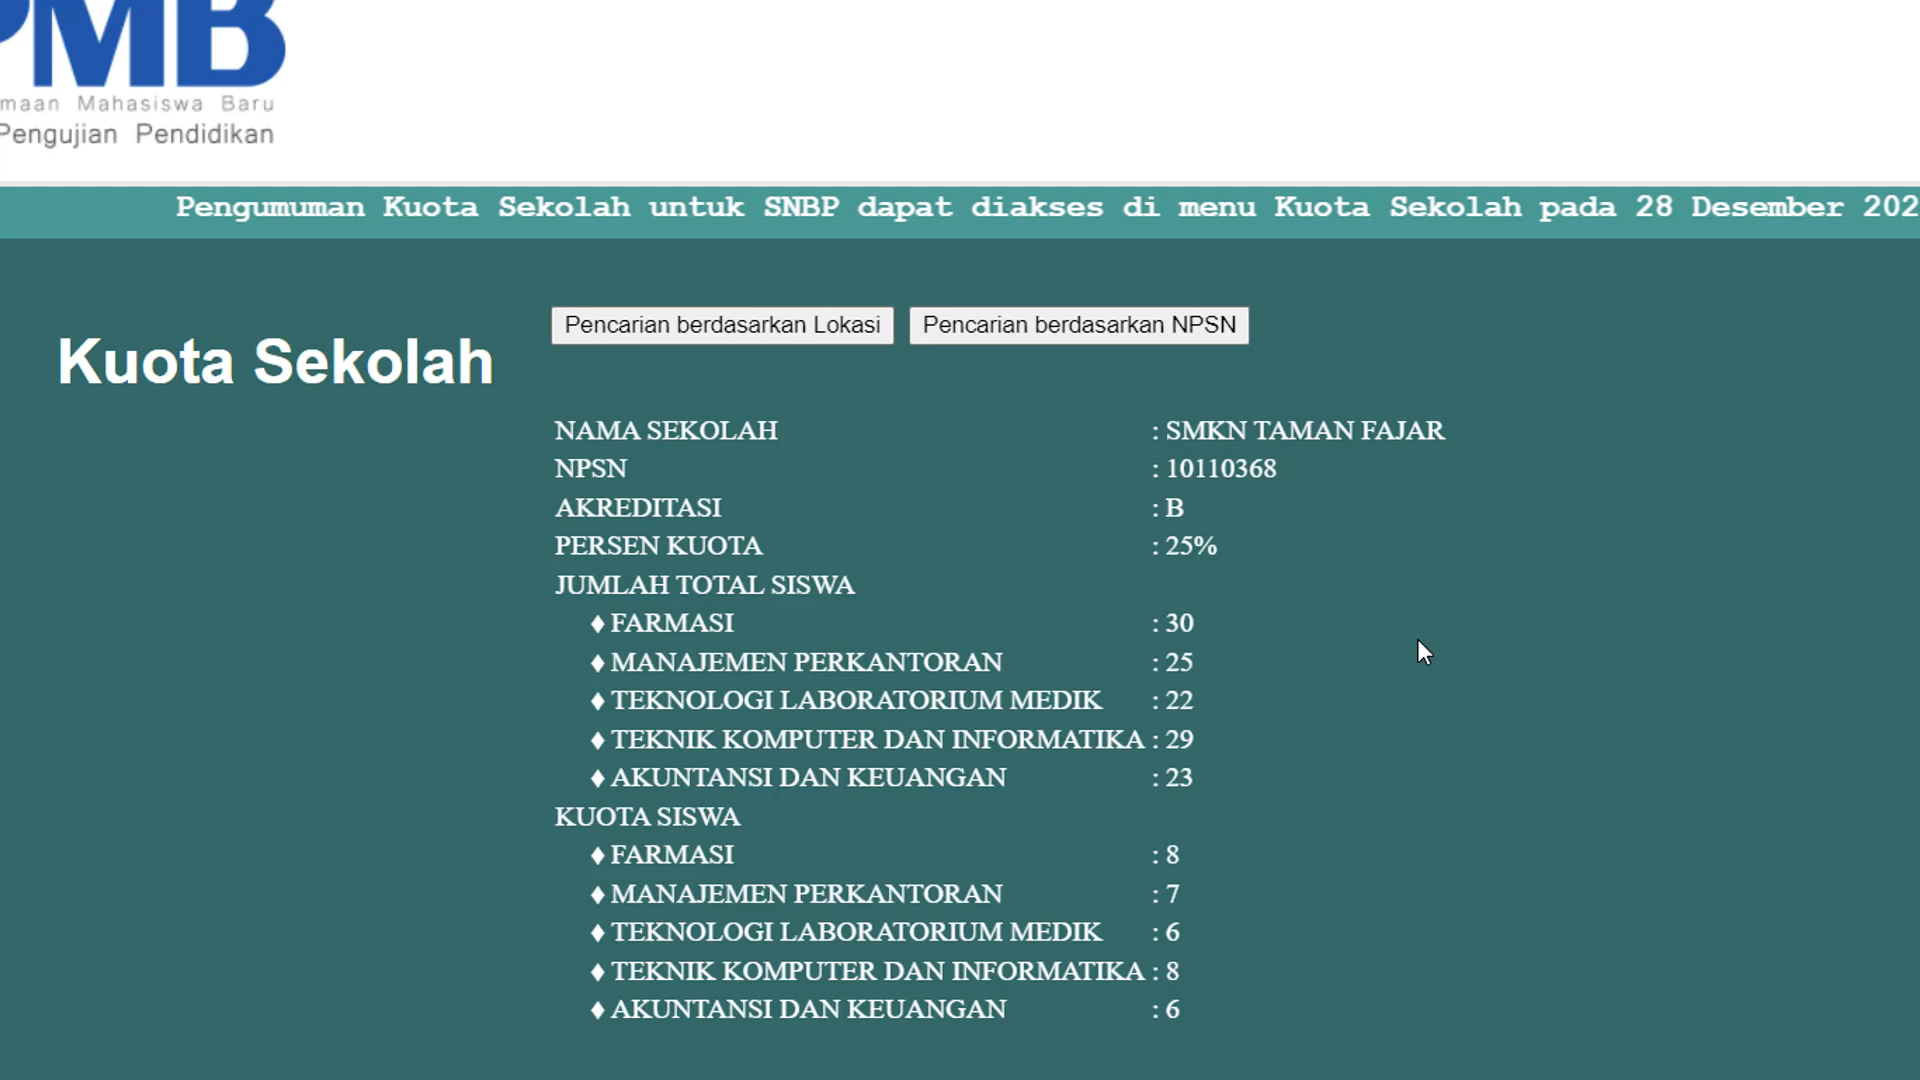 PMB
maan Mahasiswa Baru
Pengujian Pendidikan
Pengumuman Kuota Sekolah untuk SNBP dapat diakses di menu Kuota Sekolah pada 28 Desember 202
Pencarian berdasarkan Lokasi Pencarian berdasarkan NPSN
Kuota Sekolah
NAMA SEKOLAH : SMKN TAMAN FAJAR
NPSN : 10110368
AKREDITASI : B
PERSEN KUOTA : 25%
JUMLAH TOTAL SISWA
♦ FARMASI : 30
♦ MANAJEMEN PERKANTORAN : 25
♦ TEKNOLOGI LABORATORIUM MEDIK : 22
♦ TEKNIK KOMPUTER DAN INFORMATIKA : 29
♦ AKUNTANSI DAN KEUANGAN : 23
KUOTA SISWA
♦ FARMASI : 8
♦ MANAJEMEN PERKANTORAN : 7
♦ TEKNOLOGI LABORATORIUM MEDIK : 6
♦ TEKNIK KOMPUTER DAN INFORMATIKA : 8
♦ AKUNTANSI DAN KEUANGAN : 6